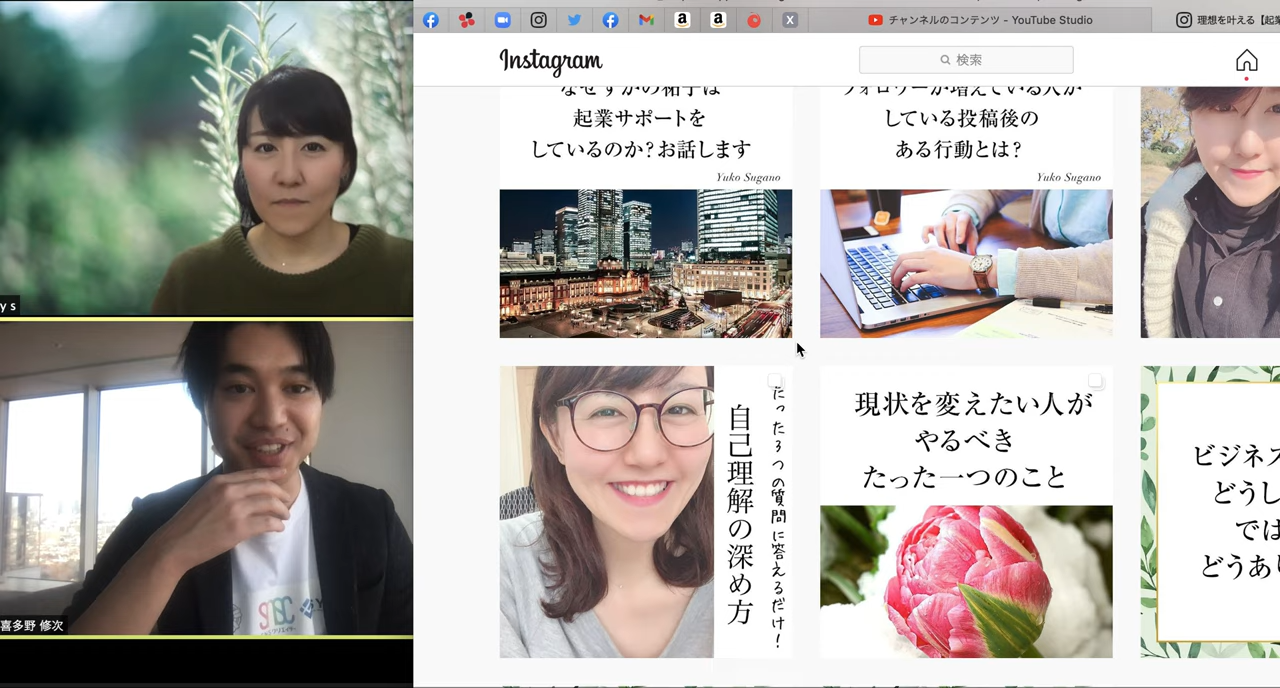 チャンネルのコンテンツ - YouTube Studio
理想を叶える【起業
Instagram
検索
なぜすがの祐子は
起業サポートを
しているのか？お話します
Yuko Sugano
フォロワーが増えている人が
している投稿後の
ある行動とは？
Yuko Sugano
たった３つの質問に答えるだけ！
自己理解の深め方
現状を変えたい人が
やるべき
たった一つのこと
ビジネス
どうし
では
どうあり
y s
喜多野 修次